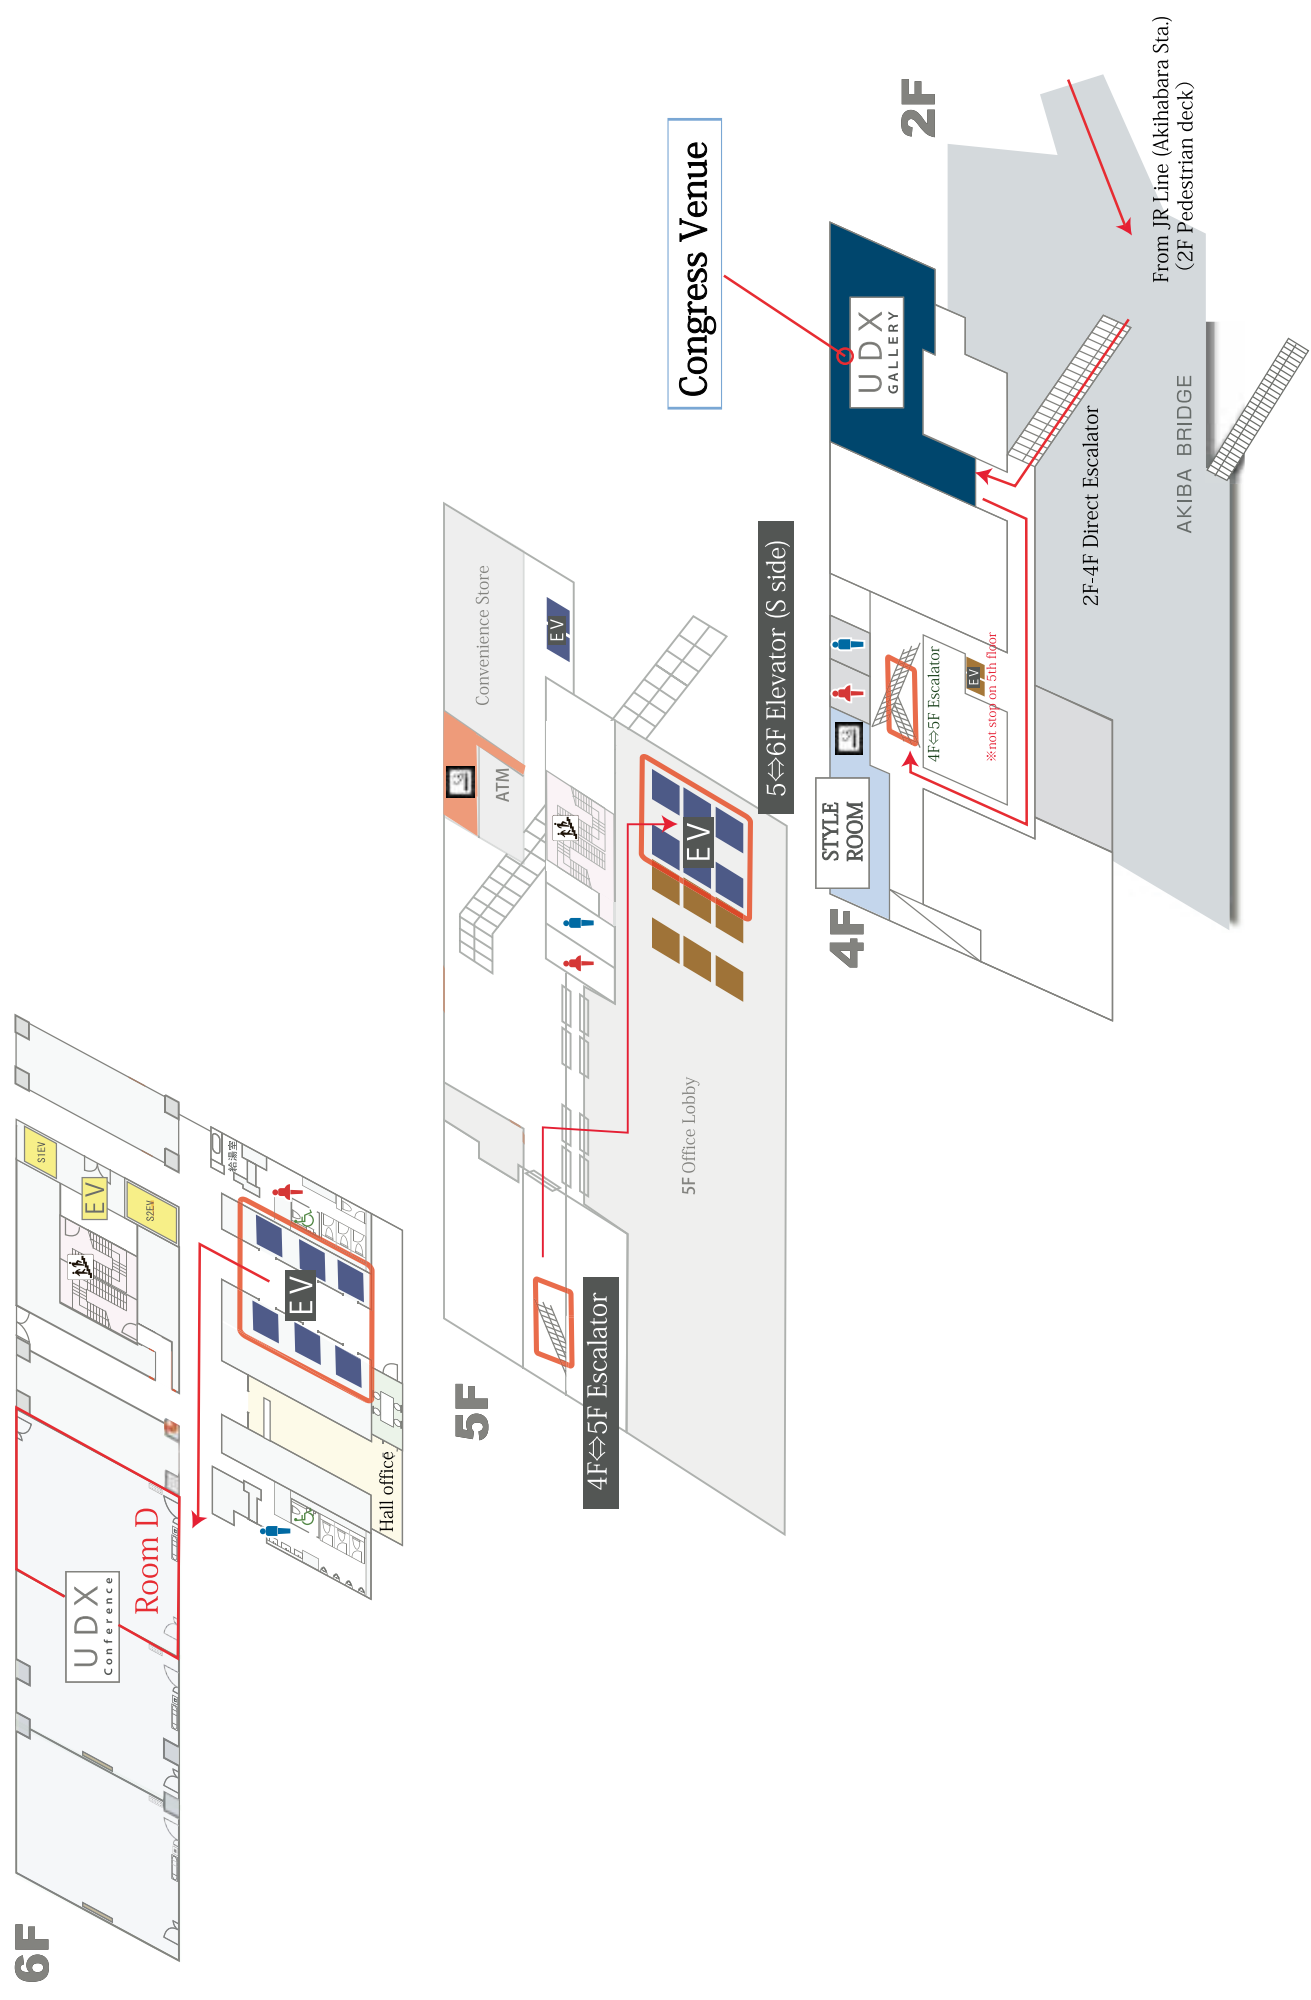 6F
S1EV
EV
S2EV
給湯室
EV
UDX
Conference
Room D
Hall office
5F
Convenience Store
ATM
EV
EV
5F Office Lobby
4F⇔5F Escalator
5⇔6F Elevator (S side)
Congress Venue
4F
STYLE
ROOM
UDX
GALLERY
4F⇔5F Escalator
EV
※not stop on 5th floor
2F
2F-4F Direct Escalator
From JR Line (Akihabara Sta.)
(2F Pedestrian deck)
AKIBA BRIDGE